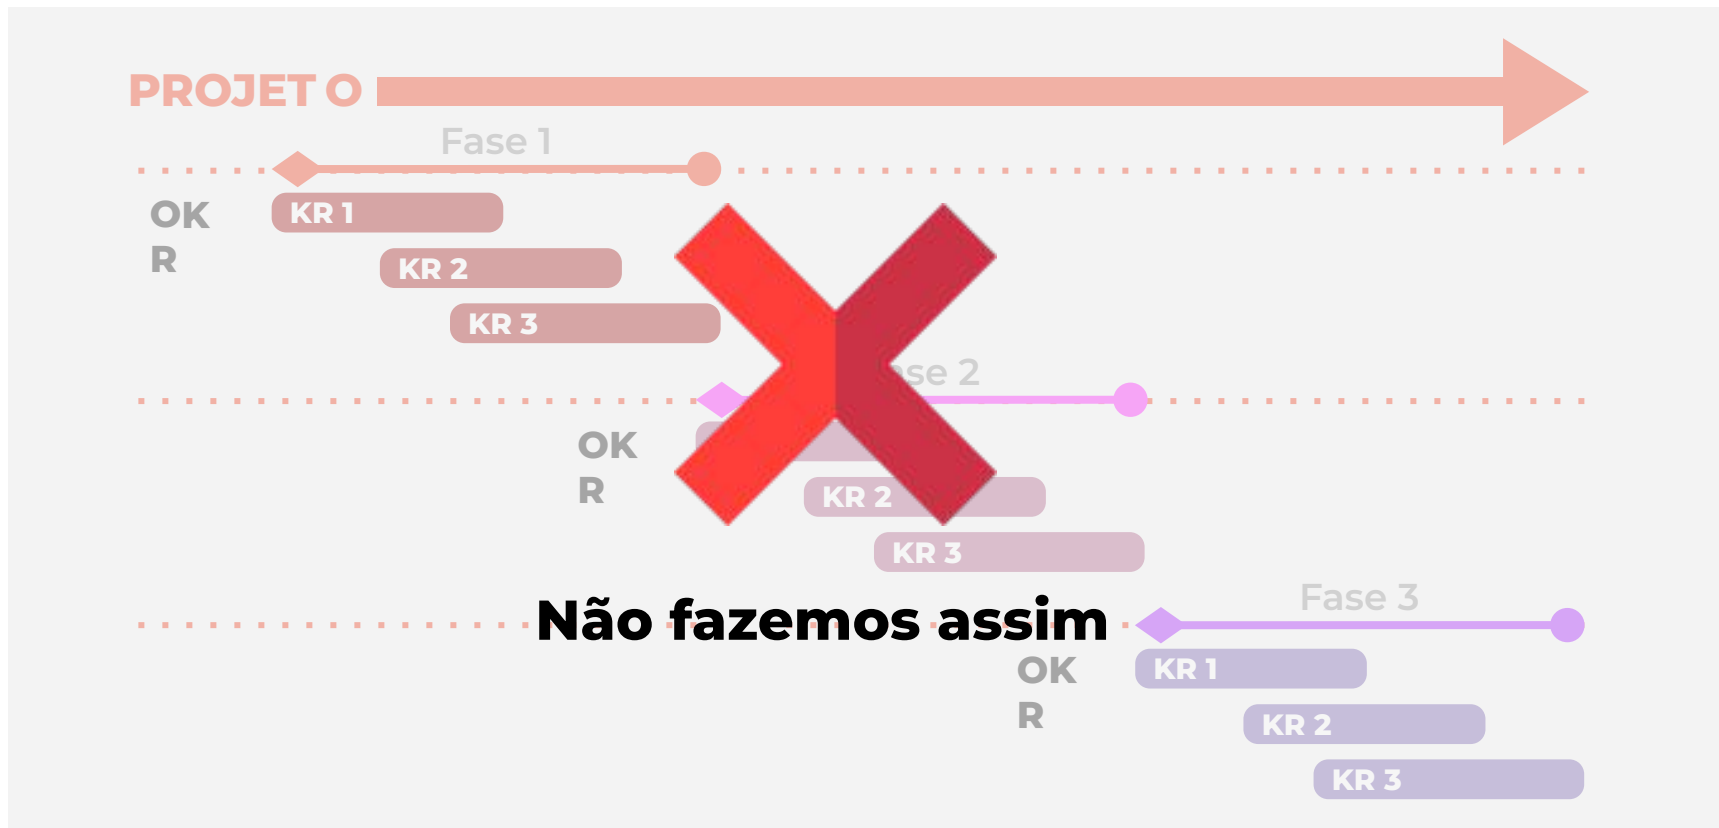 PROJET O
Fase 1
OK
R
KR 1
KR 2
KR 3
ase 2
OK
R
KR 2
KR 3
Não fazemos assim
Fase 3
OK
R
KR 1
KR 2
KR 3